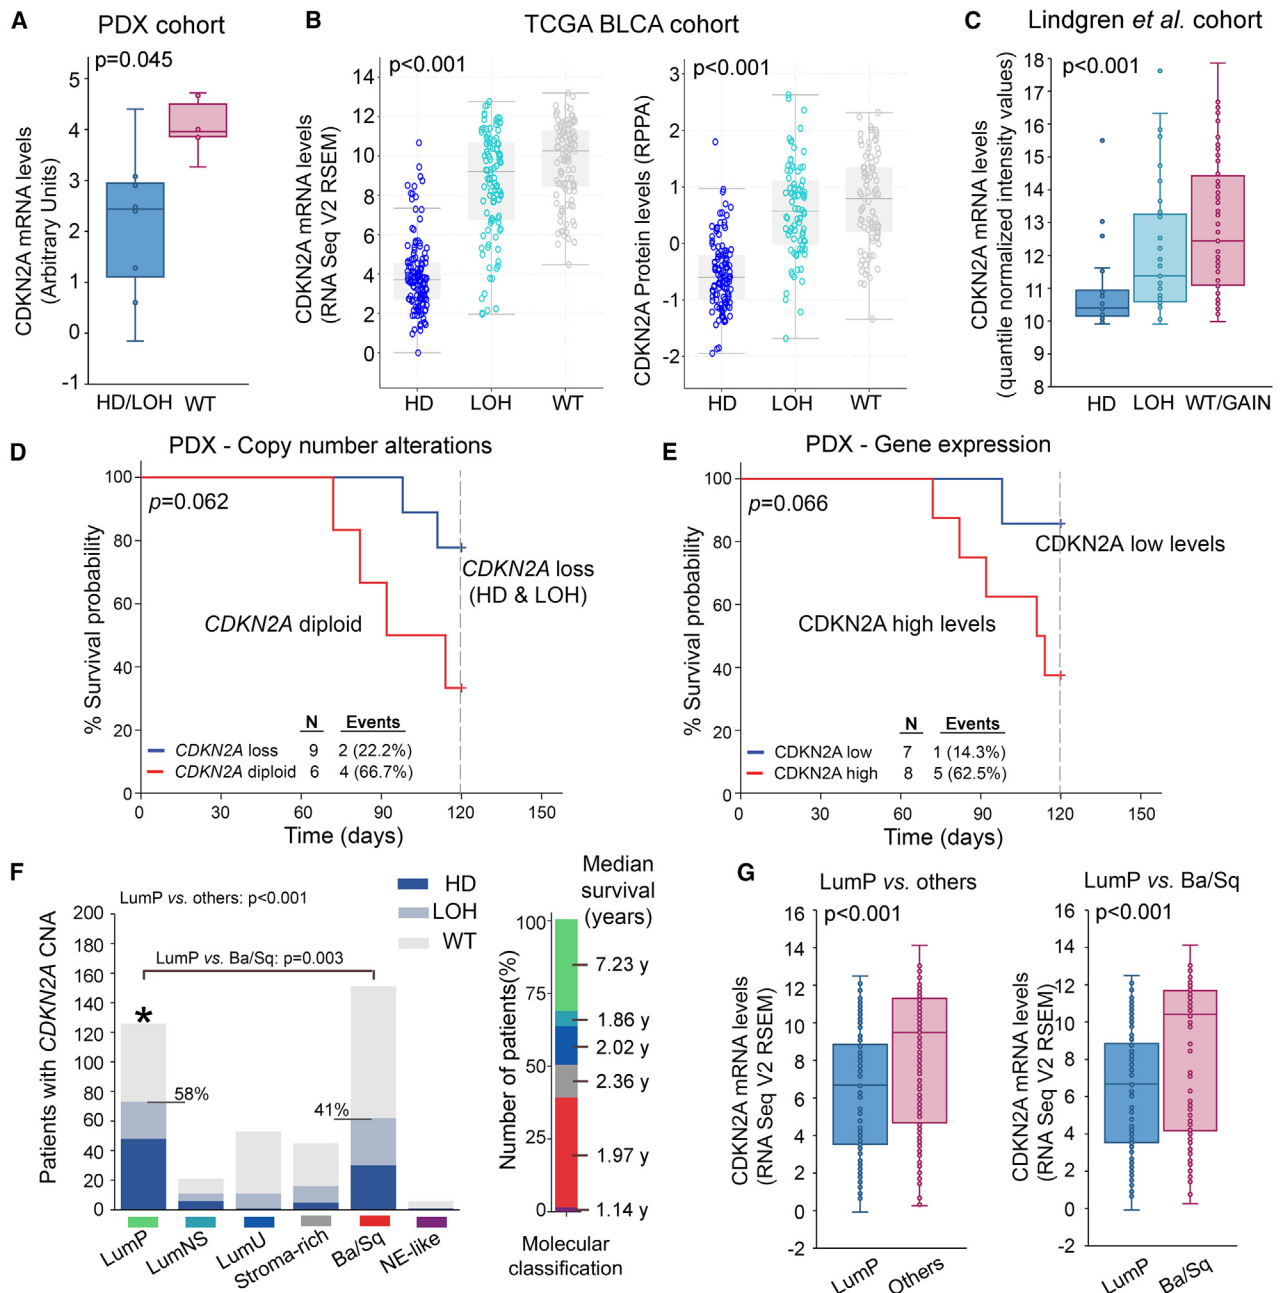 A
PDX cohort
p=0.045
CDKN2A mRNA levels
(Arbitrary Units)
5
4
3
2
1
0
-1
HD/LOH
WT
B
TCGA BLCA cohort
p<0.001
CDKN2A mRNA levels
(RNA Seq V2 RSEM)
14
12
10
8
6
4
2
0
HD
LOH
WT
p<0.001
CDKN2A Protein levels (RPPA)
3
2
1
0
-1
-2
HD
LOH
WT
C
Lindgren et al. cohort
p<0.001
CDKN2A mRNA levels
(quantile normalized intensity values)
18
17
16
15
14
13
12
11
10
9
8
HD
LOH
WT/GAIN
D
PDX - Copy number alterations
p=0.062
% Survival probability
100
80
60
40
20
0
CDKN2A loss
(HD & LOH)
CDKN2A diploid
N Events
CDKN2A loss 9 2 (22.2%)
CDKN2A diploid 6 4 (66.7%)
0 30 60 90 120 150
Time (days)
E
PDX - Gene expression
p=0.066
% Survival probability
100
80
60
40
20
0
CDKN2A low levels
CDKN2A high levels
N Events
CDKN2A low 7 1 (14.3%)
CDKN2A high 8 5 (62.5%)
0 30 60 90 120 150
Time (days)
F
LumP vs. others: p<0.001
HD
LOH
WT
LumP vs. Ba/Sq: p=0.003
Patients with CDKN2A CNA
200
180
160
140
120
100
80
60
40
20
0
*
58%
41%
LumP
LumNS
LumU
Stroma-rich
Ba/Sq
NE-like
Median
survival
(years)
Number of patients(%)
100
75
50
25
0
7.23 y
1.86 y
2.02 y
2.36 y
1.97 y
1.14 y
Molecular
classification
G
LumP vs. others
p<0.001
CDKN2A mRNA levels
(RNA Seq V2 RSEM)
16
14
12
10
8
6
4
2
0
-2
LumP
Others
LumP vs. Ba/Sq
p<0.001
CDKN2A mRNA levels
(RNA Seq V2 RSEM)
16
14
12
10
8
6
4
2
0
-2
LumP
Ba/Sq